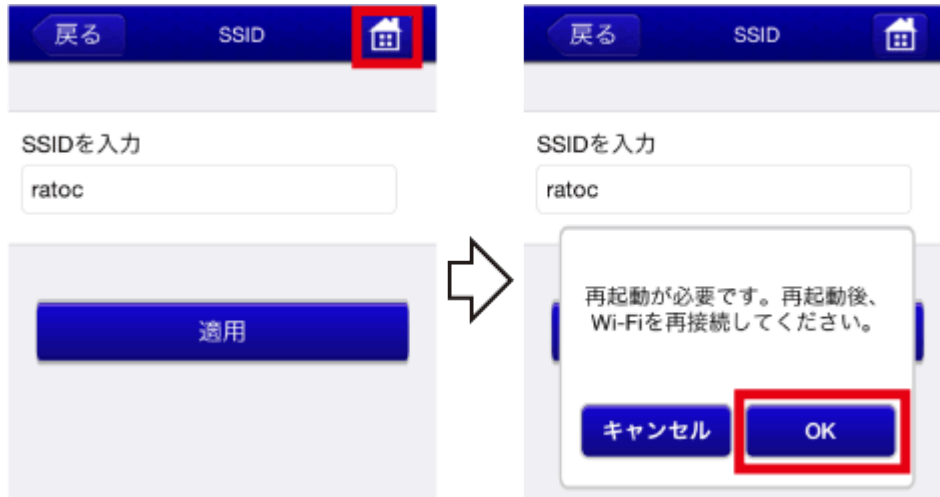 戻る
SSID
SSIDを入力
ratoc
適用
戻る
SSID
SSIDを入力
ratoc
再起動が必要です。再起動後、
Wi-Fiを再接続してください。
キャンセル
OK